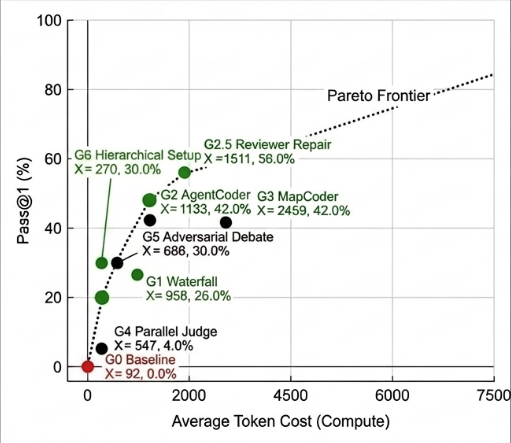 100
80
60
40
20
0
Pass@1 (%)
Pareto Frontier
G2.5 Reviewer Repair
X =1511, 56.0%
G6 Hierarchical Setup
X= 270, 30.0%
G2 AgentCoder
X= 1133, 42.0%
G3 MapCoder
X= 2459, 42.0%
G5 Adversarial Debate
X= 686, 30.0%
G1 Waterfall
X= 958, 26.0%
G4 Parallel Judge
X= 547, 4.0%
G0 Baseline
X= 92, 0.0%
0 2000 4500 6000 7500
Average Token Cost (Compute)